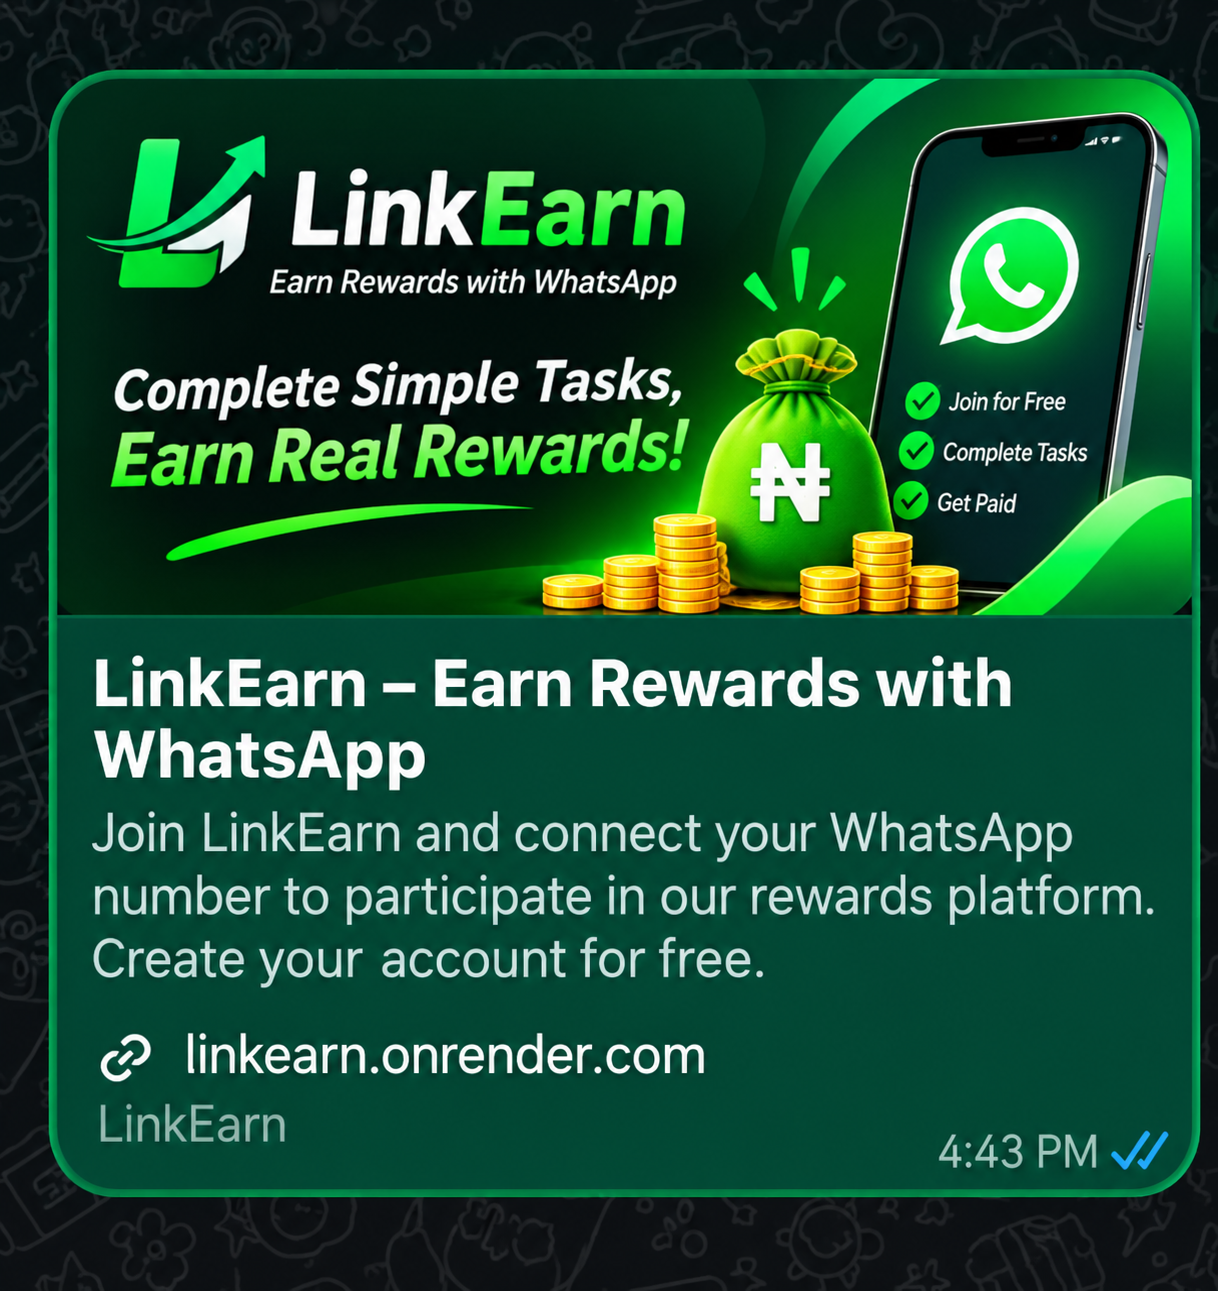 LinkEarn
Earn Rewards with WhatsApp
Complete Simple Tasks,
Earn Real Rewards!
₦
Join for Free
Complete Tasks
Get Paid
LinkEarn – Earn Rewards with
WhatsApp
Join LinkEarn and connect your WhatsApp
number to participate in our rewards platform.
Create your account for free.
linkearn.onrender.com
LinkEarn
4:43 PM